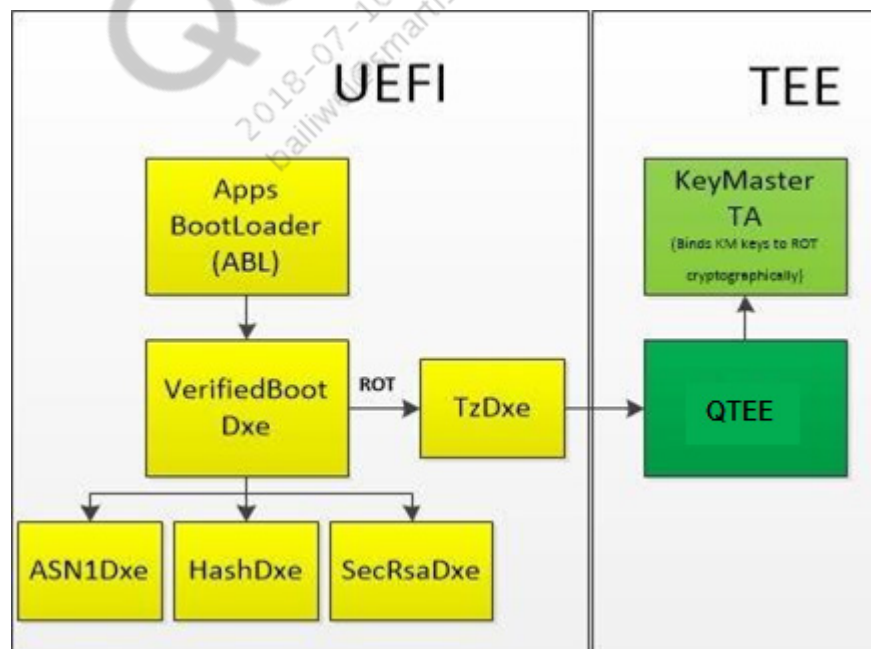 2018-07-10
UEFI
TEE
Apps
BootLoader
(ABL)
KeyMaster
TA
(Binds KM keys to ROT
cryptographically)
VerifiedBoot
Dxe
ROT
TzDxe
QTEE
ASN1Dxe
HashDxe
SecRsaDxe